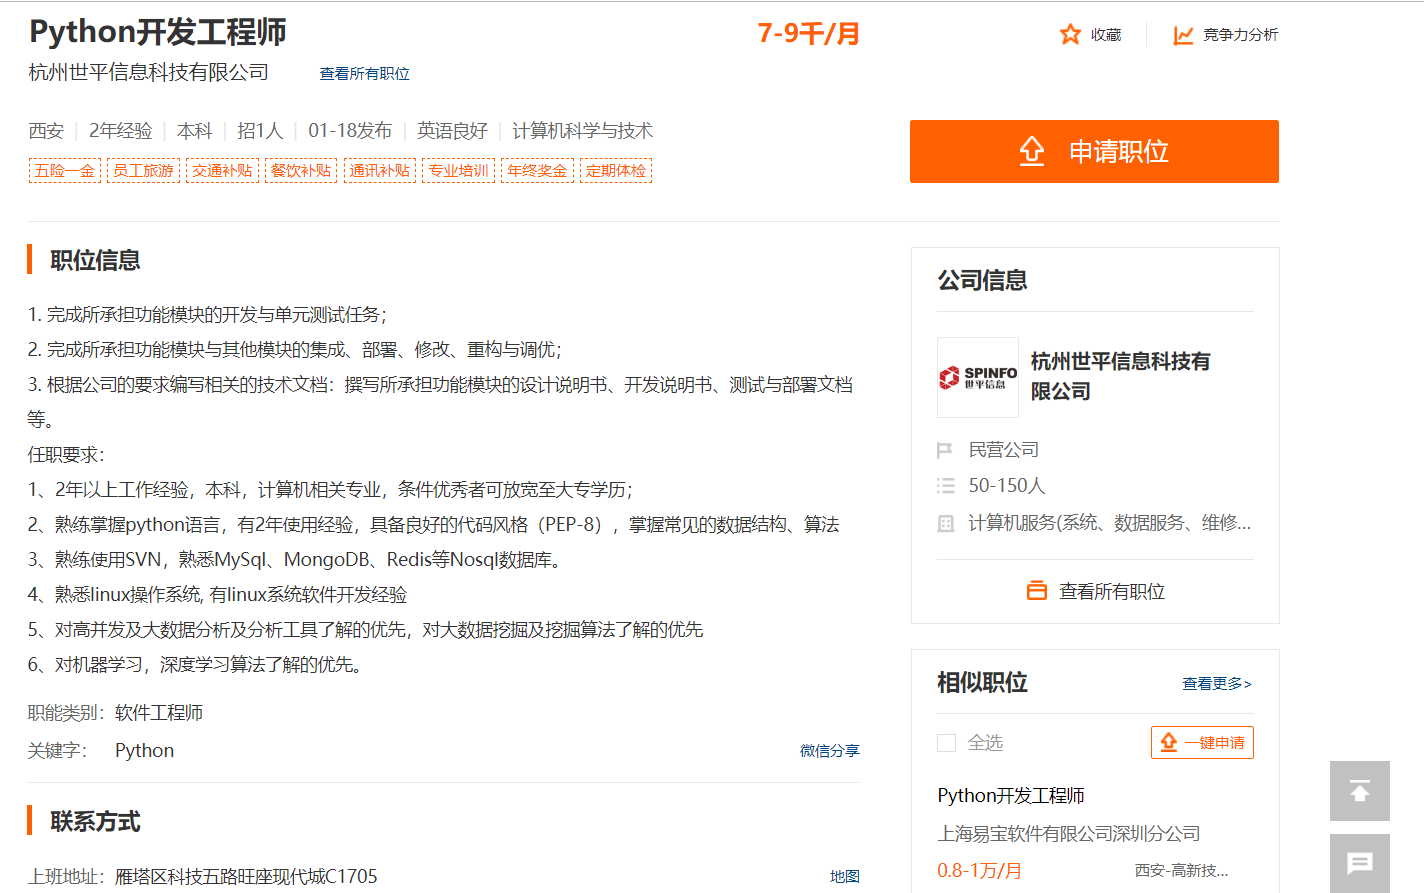 Python开发工程师
7-9千/月
收藏
竞争力分析
杭州世平信息科技有限公司
查看所有职位
西安 | 2年经验 | 本科 | 招1人 | 01-18发布 | 英语良好 | 计算机科学与技术
五险一金 员工旅游 交通补贴 餐饮补贴 通讯补贴 专业培训 年终奖金 定期体检
申请职位
职位信息
1. 完成所承担功能模块的开发与单元测试任务；
2. 完成所承担功能模块与其他模块的集成、部署、修改、重构与调优；
3. 根据公司的要求编写相关的技术文档：撰写所承担功能模块的设计说明书、开发说明书、测试与部署文档
等。
任职要求：
1、2年以上工作经验，本科，计算机相关专业，条件优秀者可放宽至大专学历；
2、熟练掌握python语言，有2年使用经验，具备良好的代码风格（PEP-8），掌握常见的数据结构、算法
3、熟练使用SVN，熟悉MySql、MongoDB、Redis等Nosql数据库。
4、熟悉linux操作系统, 有linux系统软件开发经验
5、对高并发及大数据分析及分析工具了解的优先，对大数据挖掘及挖掘算法了解的优先
6、对机器学习，深度学习算法了解的优先。
职能类别：软件工程师
关键字：Python
微信分享
联系方式
上班地址：雁塔区科技五路旺座现代城C1705
地图
公司信息
SPINFO
世平信息
杭州世平信息科技有
限公司
民营公司
50-150人
计算机服务(系统、数据服务、维修...
查看所有职位
相似职位
查看更多>
全选
一键申请
Python开发工程师
上海易宝软件有限公司深圳分公司
0.8-1万/月
西安-高新技...